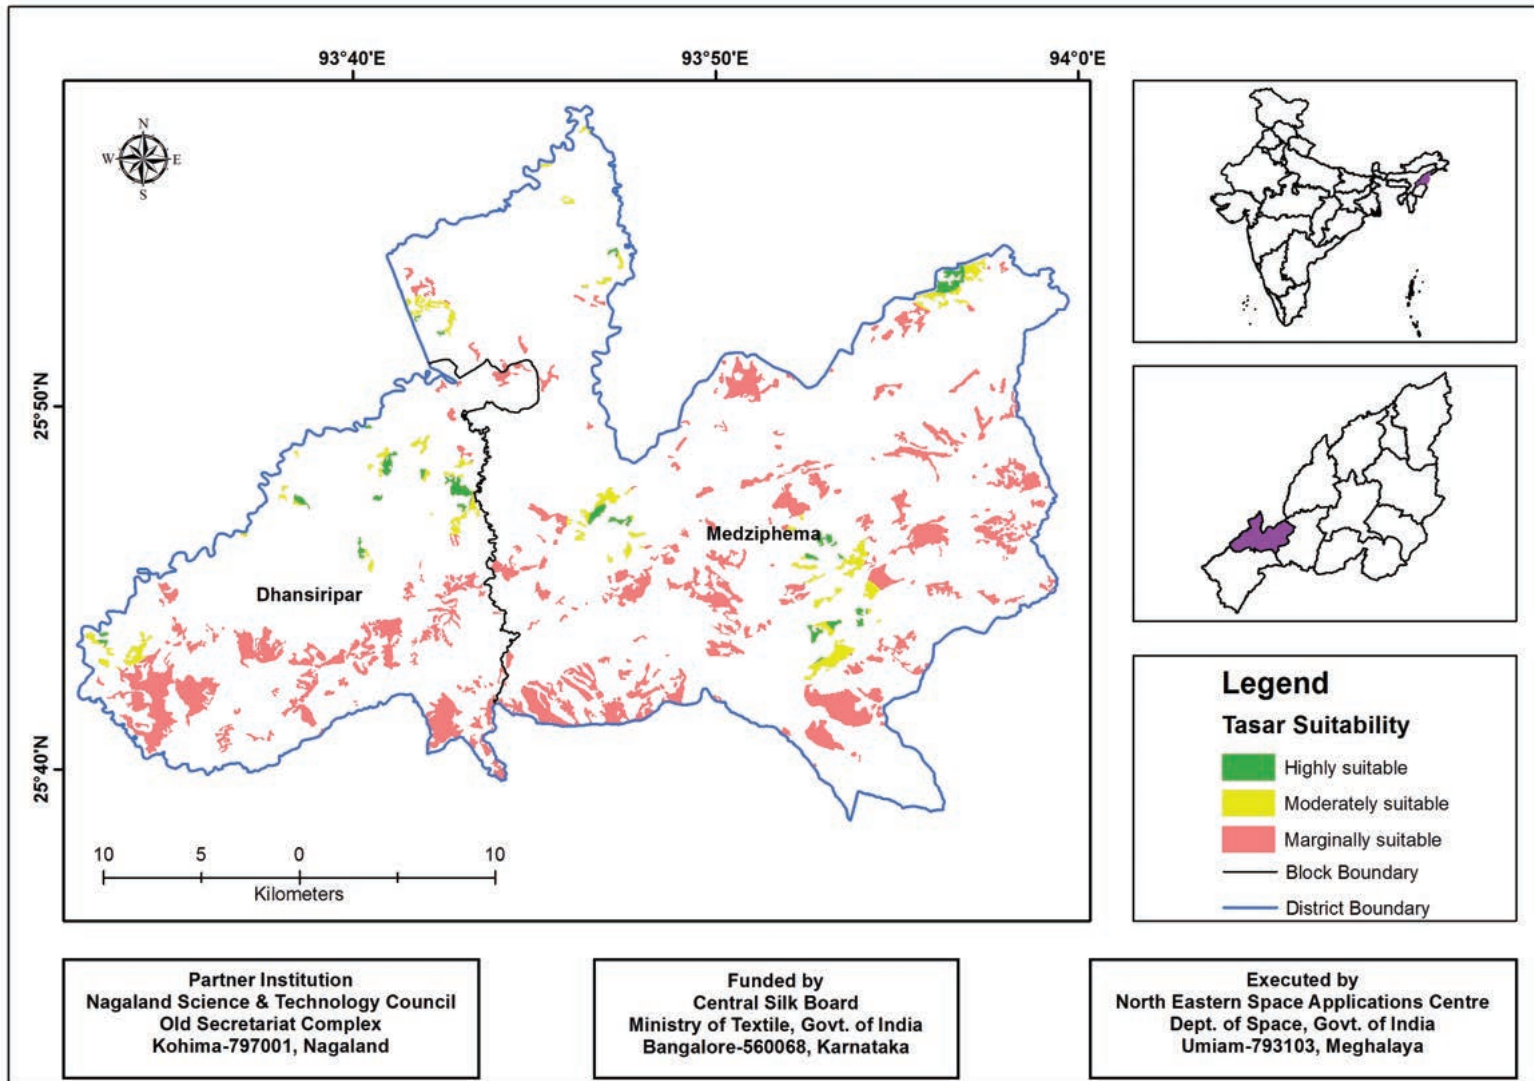 93°40'E
93°50'E
94°0'E
N
W
E
S
25°50'N
25°40'N
Medziphema
Dhansiripar
10
5
0
10
Kilometers
Legend
Tasar Suitability
Highly suitable
Moderately suitable
Marginally suitable
Block Boundary
District Boundary
Partner Institution
Nagaland Science & Technology Council
Old Secretariat Complex
Kohima-797001, Nagaland
Funded by
Central Silk Board
Ministry of Textile, Govt. of India
Bangalore-560068, Karnataka
Executed by
North Eastern Space Applications Centre
Dept. of Space, Govt. of India
Umiam-793103, Meghalaya